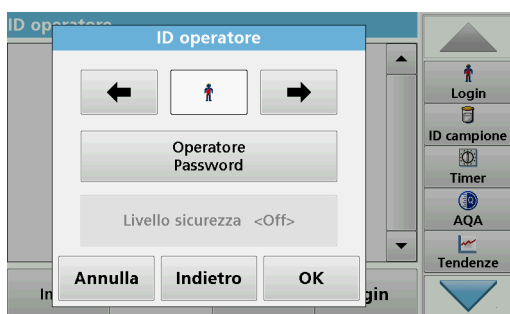 ID operatore
ID operatore
Operatore
Password
Livello sicurezza <Off>
Annulla
Indietro
OK
Login
ID campione
Timer
AQA
Tendenze